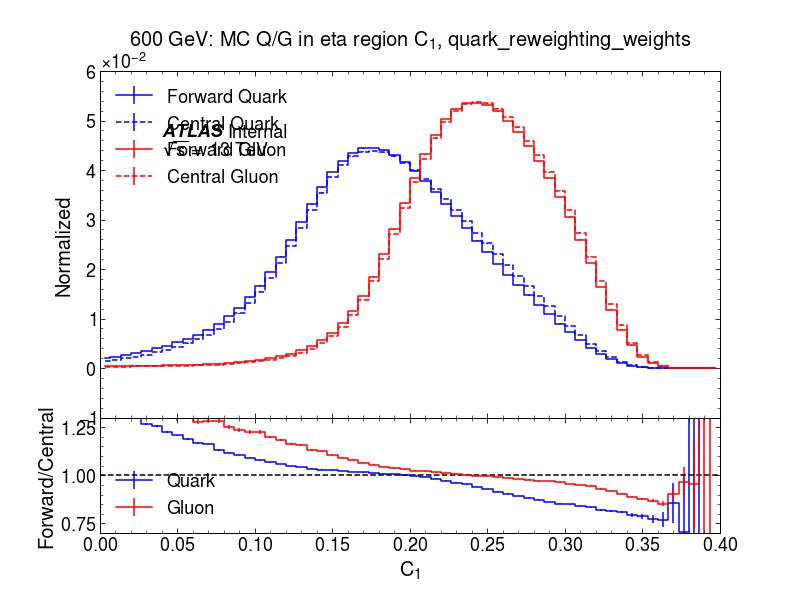 600 GeV: MC Q/G in eta region C₁, quark_reweighting_weights
×10⁻²
6
5
4
3
2
1
0
−1
Normalized
Forward Quark
Central Quark
ATLAS Internal
√s = 13 TeV
Forward Gluon
Central Gluon
1.25
1.00
0.75
Forward/Central
Quark
Gluon
0.00 0.05 0.10 0.15 0.20 0.25 0.30 0.35 0.40
C₁